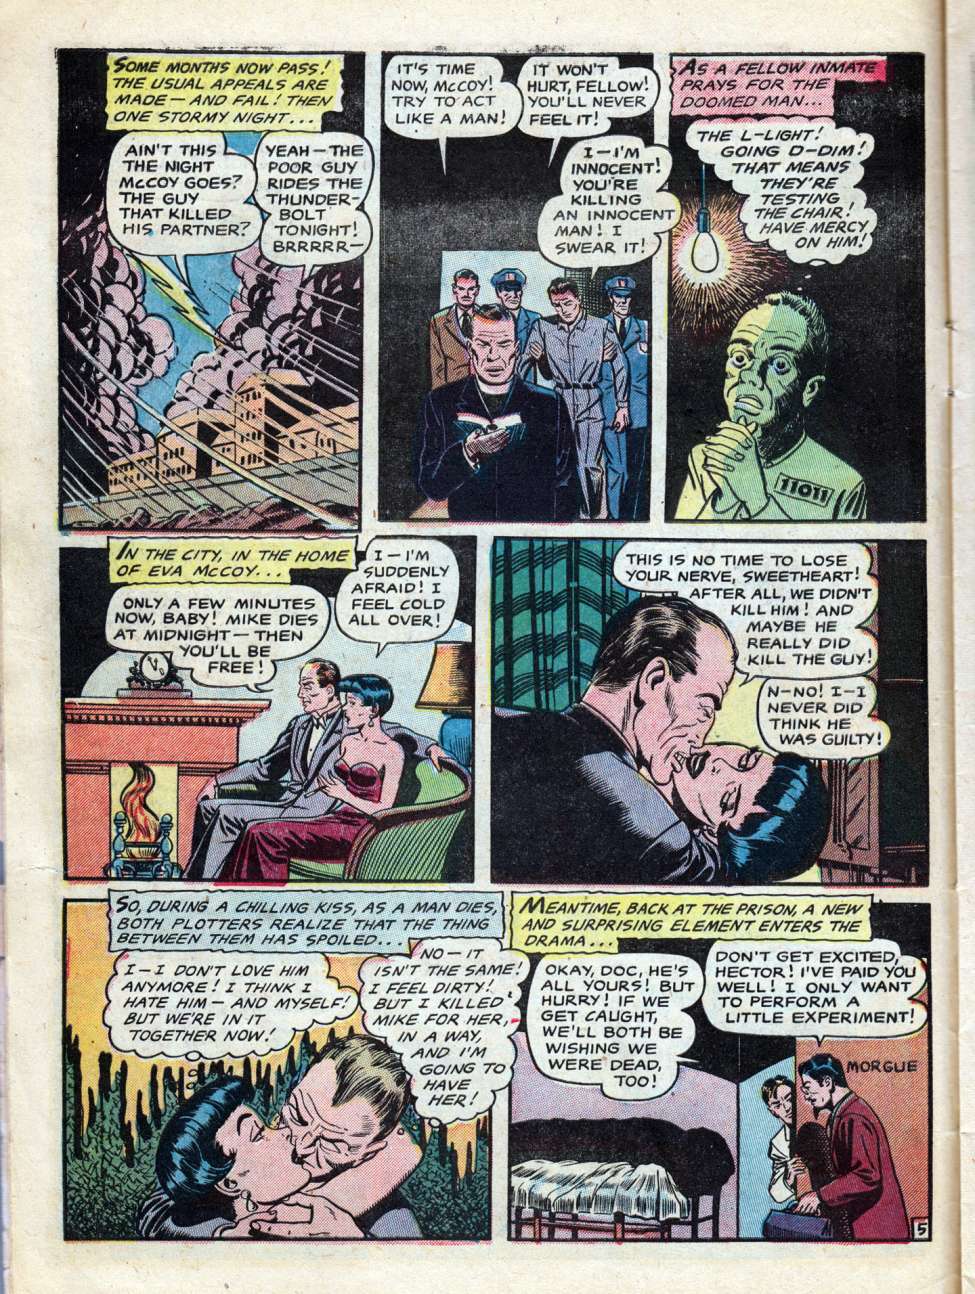 SOME MONTHS NOW PASS!
THE USUAL APPEALS ARE
MADE — AND FAIL! THEN
ONE STORMY NIGHT...
AIN'T THIS
THE NIGHT
McCOY GOES?
THE GUY
THAT KILLED
HIS PARTNER?
YEAH — THE
POOR GUY
RIDES THE
THUNDER-
BOLT
TONIGHT!
BRRRRR—
IT'S TIME
NOW, McCOY!
TRY TO ACT
LIKE A MAN!
IT WON'T
HURT, FELLOW!
YOU'LL NEVER
FEEL IT!
I — I'M
INNOCENT!
YOU'RE
KILLING
AN INNOCENT
MAN! I
SWEAR IT!
AS A FELLOW INMATE
PRAYS FOR THE
DOOMED MAN...
THE L-LIGHT!
GOING D-DIM!
THAT MEANS
THEY'RE
TESTING
THE CHAIR!
HAVE MERCY
ON HIM!
11011
IN THE CITY, IN THE HOME
OF EVA McCOY...
ONLY A FEW MINUTES
NOW, BABY! MIKE DIES
AT MIDNIGHT — THEN
YOU'LL BE
FREE!
I — I'M
SUDDENLY
AFRAID! I
FEEL COLD
ALL OVER!
THIS IS NO TIME TO LOSE
YOUR NERVE, SWEETHEART!
AFTER ALL, WE DIDN'T
KILL HIM! AND
MAYBE HE
REALLY DID
KILL THE GUY!
N-NO! I — I
NEVER DID
THINK HE
WAS GUILTY!
SO, DURING A CHILLING KISS, AS A MAN DIES,
BOTH PLOTTERS REALIZE THAT THE THING
BETWEEN THEM HAS SPOILED...
I — I DON'T LOVE HIM
ANYMORE! I THINK I
HATE HIM — AND MYSELF!
BUT WE'RE IN IT
TOGETHER NOW!
NO — IT
ISN'T THE SAME!
I FEEL DIRTY!
BUT I KILLED
MIKE FOR HER,
IN A WAY,
AND I'M
GOING TO
HAVE
HER!
MEANTIME, BACK AT THE PRISON, A NEW
AND SURPRISING ELEMENT ENTERS THE
DRAMA...
OKAY, DOC, HE'S
ALL YOURS! BUT
HURRY! IF WE
GET CAUGHT,
WE'LL BOTH BE
WISHING WE
WERE DEAD,
TOO!
DON'T GET EXCITED,
HECTOR! I'VE PAID YOU
WELL! I ONLY WANT
TO PERFORM A
LITTLE EXPERIMENT!
MORGUE
5